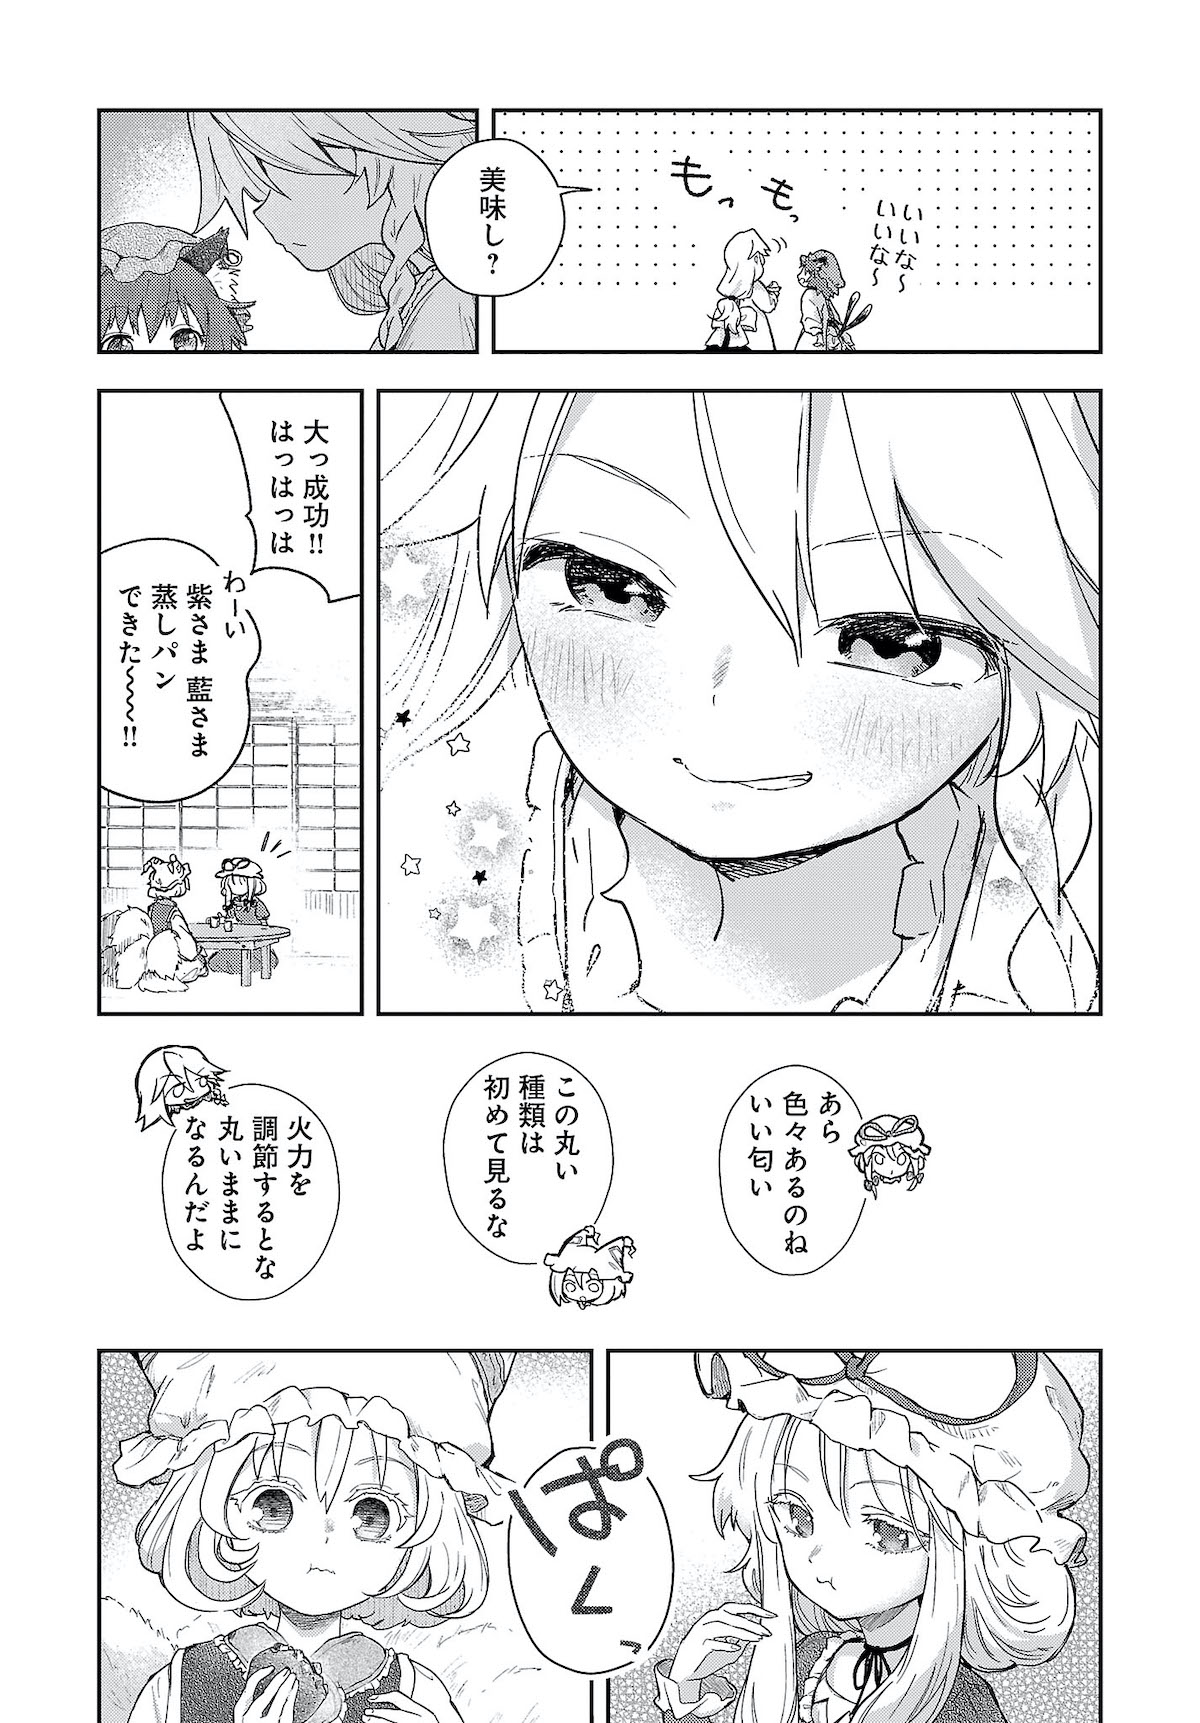 もっ
もっ
いいな〜
いいな〜
美味し?
大っ成功!!
はっはっは
わーい
紫さま 藍さま
蒸しパン
できた〜〜〜!!
あら
色々あるのね
いい匂い
この丸い
種類は
初めて見るな
火力を
調節するとな
丸いままに
なるんだよ
ぱくっ